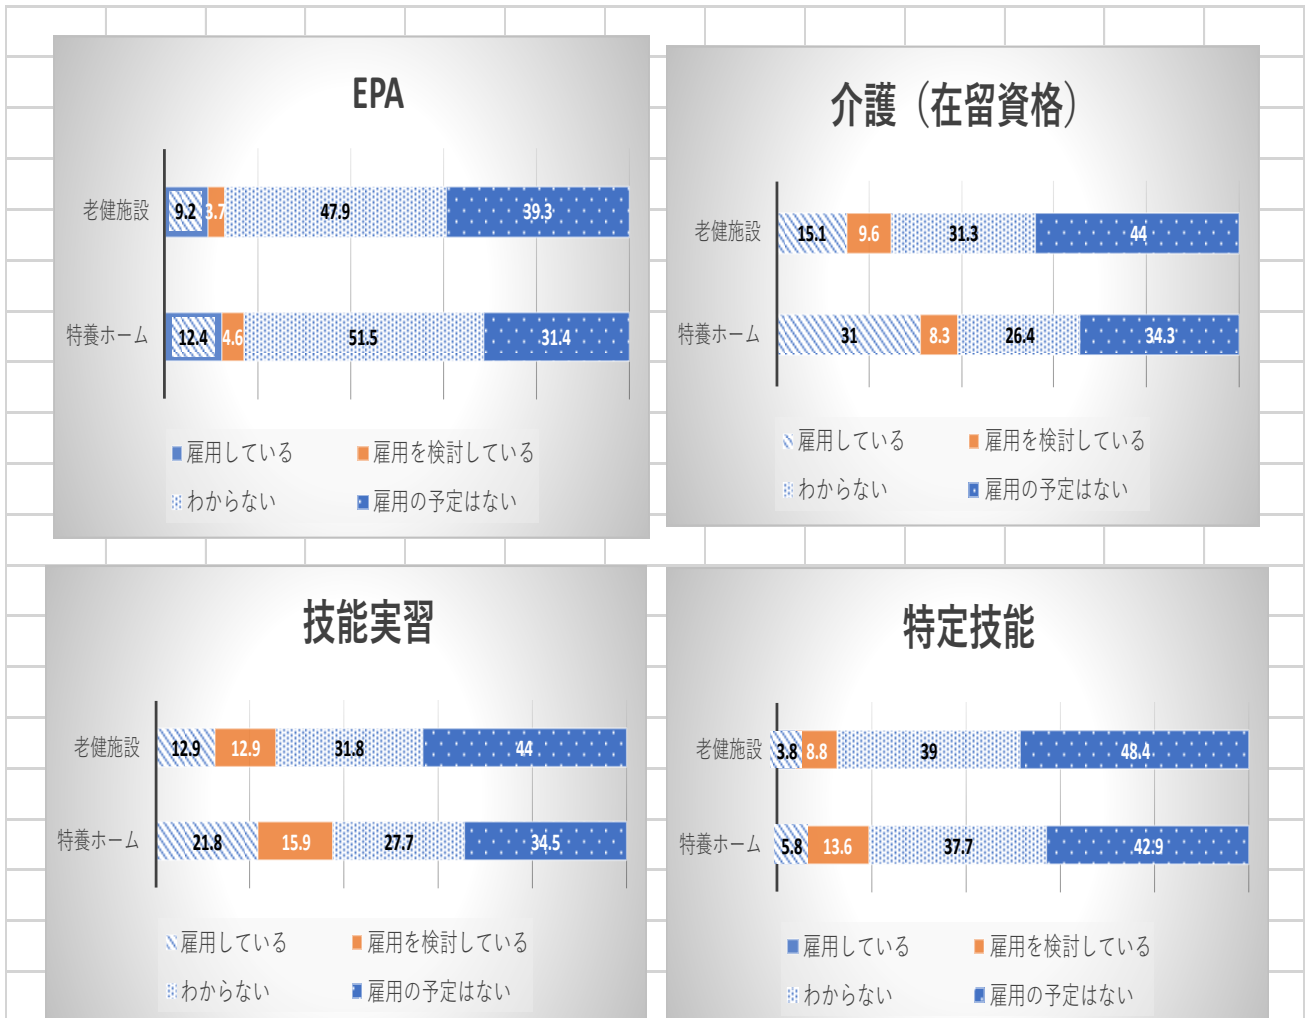 EPA
老健施設 9.2 3.7 47.9 39.3
特養ホーム 12.4 4.6 51.5 31.4
雇用している 雇用を検討している
わからない 雇用の予定はない
介護（在留資格）
老健施設 15.1 9.6 31.3 44
特養ホーム 31 8.3 26.4 34.3
雇用している 雇用を検討している
わからない 雇用の予定はない
技能実習
老健施設 12.9 12.9 31.8 44
特養ホーム 21.8 15.9 27.7 34.5
雇用している 雇用を検討している
わからない 雇用の予定はない
特定技能
老健施設 3.8 8.8 39 48.4
特養ホーム 5.8 13.6 37.7 42.9
雇用している 雇用を検討している
わからない 雇用の予定はない